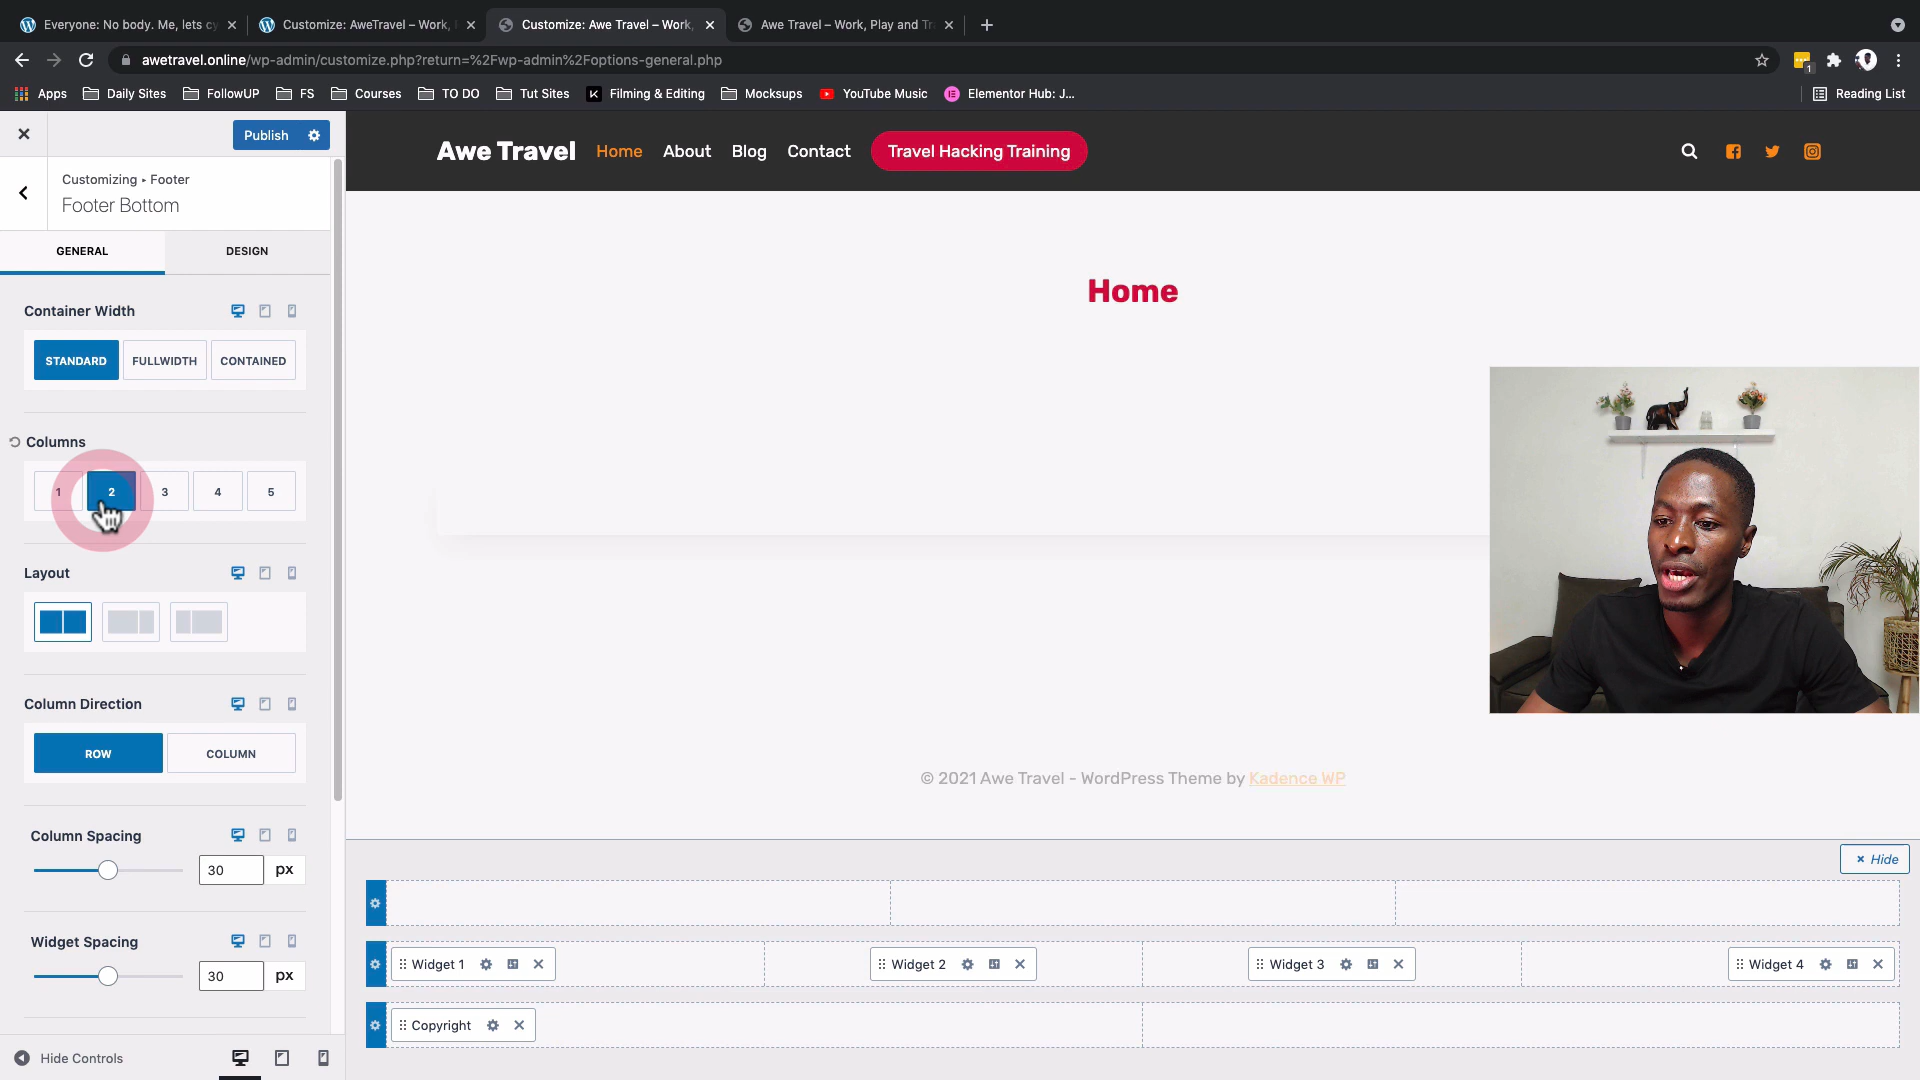 Everyone: No body. Me, lets cy
Customize: AweTravel – Work,
Customize: Awe Travel – Work,
Awe Travel – Work, Play and Tr
awetravel.online/wp-admin/customize.php?return=%2Fwp-admin%2Foptions-general.php
1
Apps
Daily Sites
FollowUP
FS
Courses
TO DO
Tut Sites
Filming & Editing
Mocksups
YouTube Music
Elementor Hub: J...
Reading List
Publish
Customizing ▸ Footer
Footer Bottom
GENERAL
DESIGN
Container Width
STANDARD
FULLWIDTH
CONTAINED
Columns
1
2
3
4
5
Layout
Column Direction
ROW
COLUMN
Column Spacing
30
px
Widget Spacing
30
px
Hide Controls
Awe Travel
Home
About
Blog
Contact
Travel Hacking Training
Home
© 2021 Awe Travel - WordPress Theme by Kadence WP
× Hide
Widget 1
Widget 2
Widget 3
Widget 4
Copyright